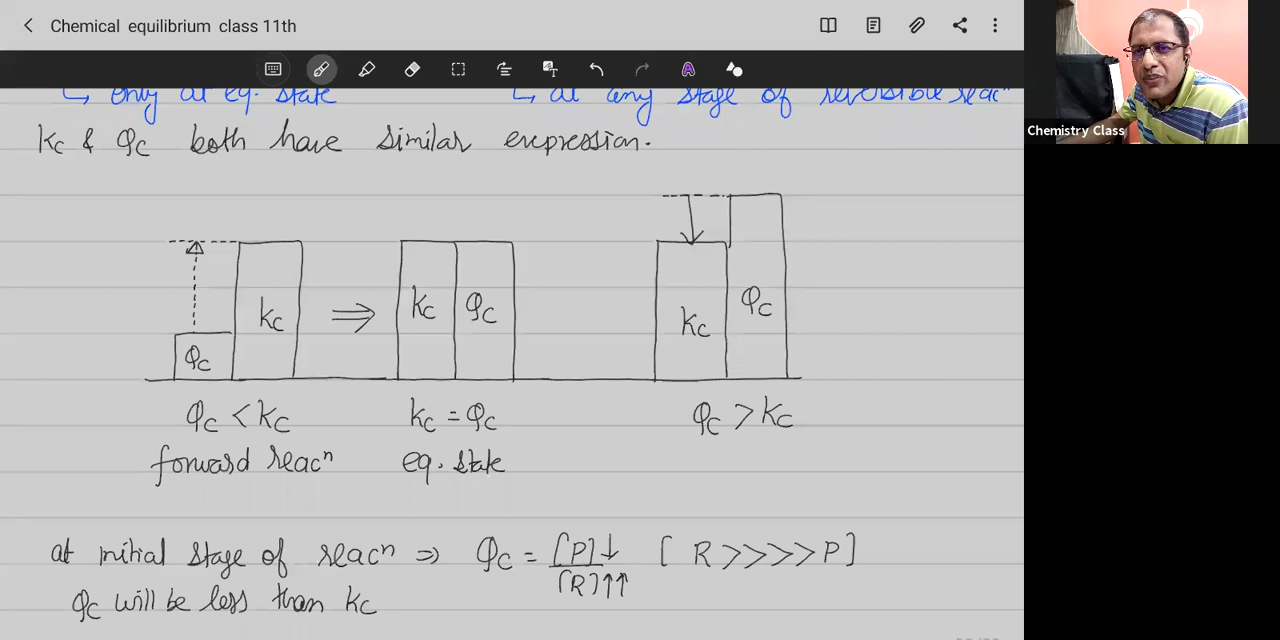 Chemical equilibrium class 11th
Chemistry Class
↳ only at eq. state ↳ at any stage of reversible reacⁿ
Kc & Qc both have similar expression.
Qc Kc ⇒ Kc Qc Kc Qc
Qc < Kc Kc = Qc Qc > Kc
forward reacⁿ eq. state
at initial stage of reacⁿ ⇒ Qc = [P]↓ / [R]↑↑ [ R >>>> P ]
Qc will be less than Kc